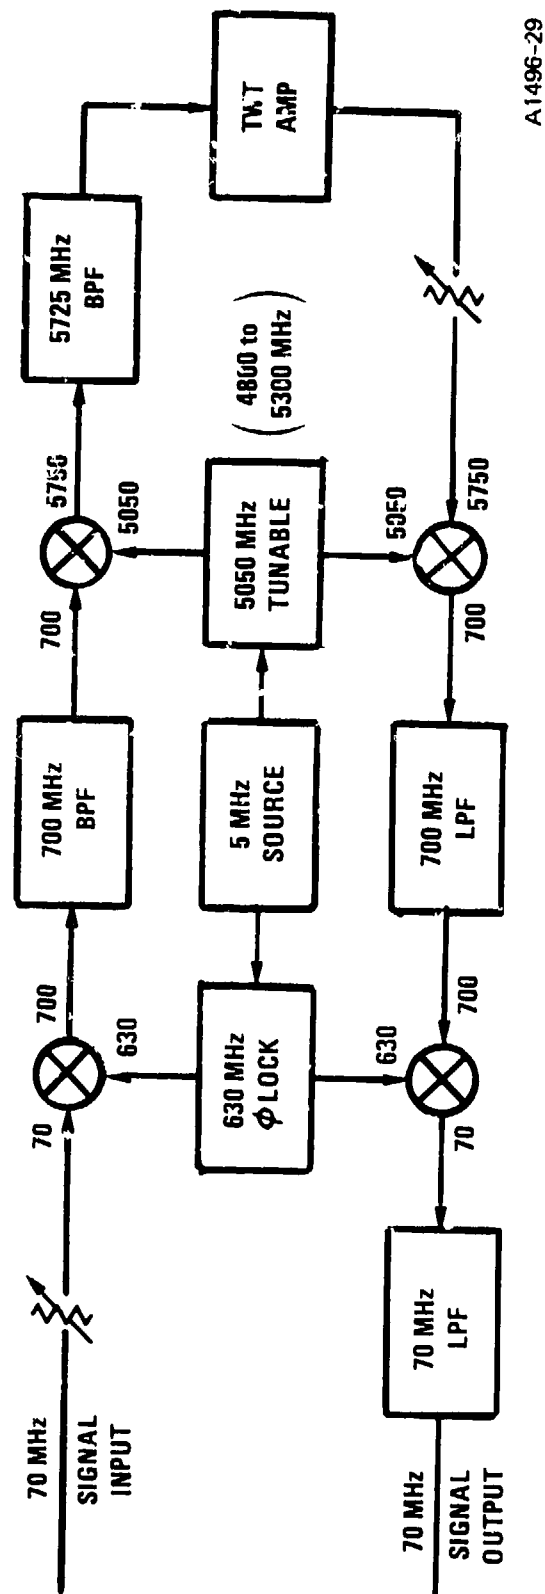 70 MHz
SIGNAL
INPUT
70
630
700
700 MHz
BPF
700
5050
5750
5725 MHz
BPF
TWT
AMP
630 MHz
ϕ LOCK
5 MHz
SOURCE
5050 MHz
TUNABLE
(4800 to
5300 MHz)
630
70
700
700 MHz
LPF
700
5050
5750
70 MHz
LPF
70 MHz
SIGNAL
OUTPUT
A1496-29